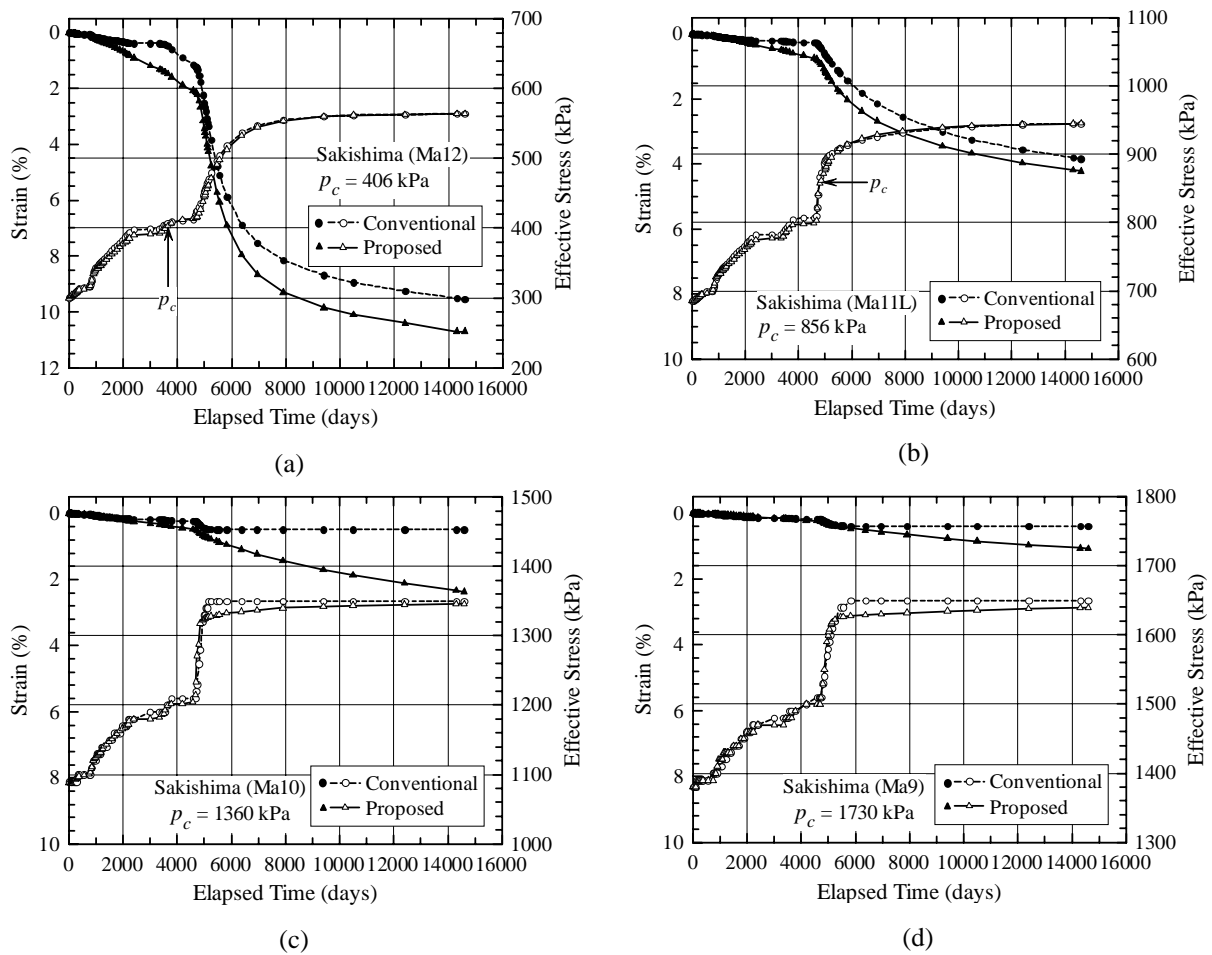 0
2
4
6
8
10
12
Strain (%)
700
600
500
400
300
200
Effective Stress (kPa)
Sakishima (Ma12)
p_c = 406 kPa
Conventional
Proposed
p_c
0 2000 4000 6000 8000 10000 12000 14000 16000
Elapsed Time (days)
(a)
0
2
4
6
8
10
Strain (%)
1100
1000
900
800
700
600
Effective Stress (kPa)
p_c
Sakishima (Ma11L)
p_c = 856 kPa
Conventional
Proposed
0 2000 4000 6000 8000 10000 12000 14000 16000
Elapsed Time (days)
(b)
0
2
4
6
8
10
Strain (%)
1500
1400
1300
1200
1100
1000
Effective Stress (kPa)
Sakishima (Ma10)
p_c = 1360 kPa
Conventional
Proposed
0 2000 4000 6000 8000 10000 12000 14000 16000
Elapsed Time (days)
(c)
0
2
4
6
8
10
Strain (%)
1800
1700
1600
1500
1400
1300
Effective Stress (kPa)
Sakishima (Ma9)
p_c = 1730 kPa
Conventional
Proposed
0 2000 4000 6000 8000 10000 12000 14000 16000
Elapsed Time (days)
(d)